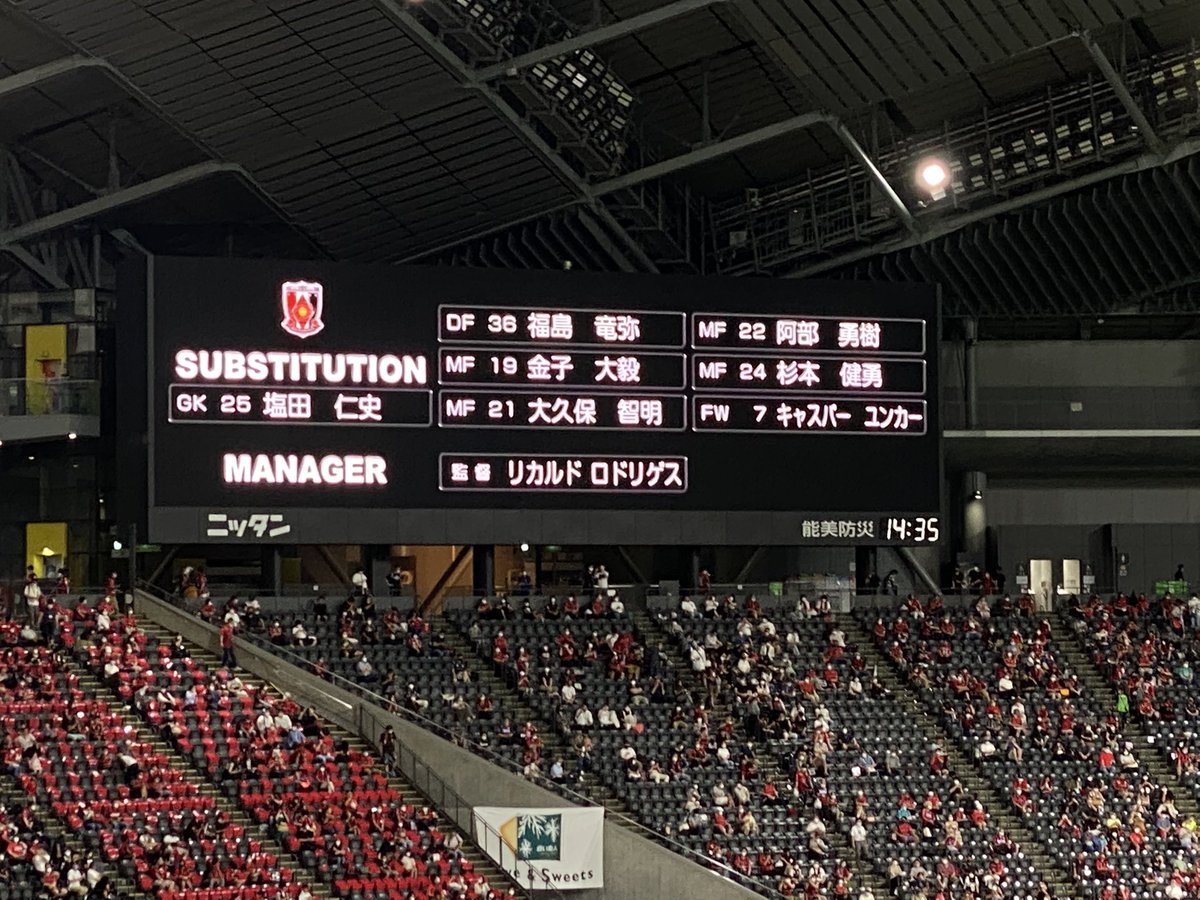 SUBSTITUTION
GK 25 塩田 仁史
DF 36 福島 竜弥
MF 19 金子 大毅
MF 21 大久保 智明
MF 22 阿部 勇樹
MF 24 杉本 健勇
FW 7 キャスパー ユンカー
MANAGER
監督 リカルド ロドリゲス
ニッタン
能美防災 14:35
& Sweets